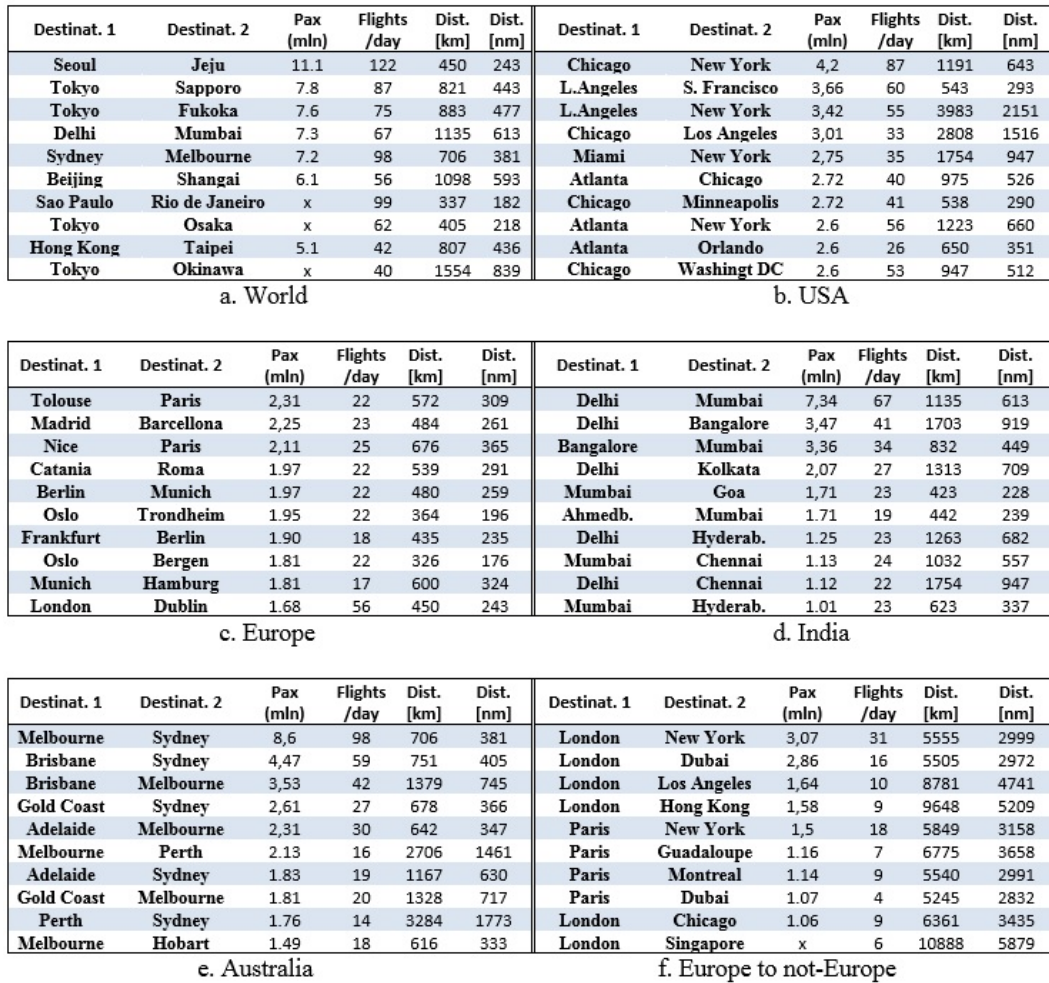 Destinat. 1 Destinat. 2 Pax (mln) Flights /day Dist. [km] Dist. [nm] Destinat. 1 Destinat. 2 Pax (mln) Flights /day Dist. [km] Dist. [nm]
Seoul Jeju 11.1 122 450 243 Chicago New York 4,2 87 1191 643
Tokyo Sapporo 7.8 87 821 443 L.Angeles S. Francisco 3,66 60 543 293
Tokyo Fukoka 7.6 75 883 477 L.Angeles New York 3,42 55 3983 2151
Delhi Mumbai 7.3 67 1135 613 Chicago Los Angeles 3,01 33 2808 1516
Sydney Melbourne 7.2 98 706 381 Miami New York 2,75 35 1754 947
Beijing Shangai 6.1 56 1098 593 Atlanta Chicago 2.72 40 975 526
Sao Paulo Rio de Janeiro x 99 337 182 Chicago Minneapolis 2.72 41 538 290
Tokyo Osaka x 62 405 218 Atlanta New York 2.6 56 1223 660
Hong Kong Taipei 5.1 42 807 436 Atlanta Orlando 2.6 26 650 351
Tokyo Okinawa x 40 1554 839 Chicago Washingt DC 2.6 53 947 512
a. World b. USA
Destinat. 1 Destinat. 2 Pax (mln) Flights /day Dist. [km] Dist. [nm] Destinat. 1 Destinat. 2 Pax (mln) Flights /day Dist. [km] Dist. [nm]
Tolouse Paris 2,31 22 572 309 Delhi Mumbai 7,34 67 1135 613
Madrid Barcellona 2,25 23 484 261 Delhi Bangalore 3,47 41 1703 919
Nice Paris 2,11 25 676 365 Bangalore Mumbai 3,36 34 832 449
Catania Roma 1.97 22 539 291 Delhi Kolkata 2,07 27 1313 709
Berlin Munich 1.97 22 480 259 Mumbai Goa 1,71 23 423 228
Oslo Trondheim 1.95 22 364 196 Ahmedb. Mumbai 1.71 19 442 239
Frankfurt Berlin 1.90 18 435 235 Delhi Hyderab. 1.25 23 1263 682
Oslo Bergen 1.81 22 326 176 Mumbai Chennai 1.13 24 1032 557
Munich Hamburg 1.81 17 600 324 Delhi Chennai 1.12 22 1754 947
London Dublin 1.68 56 450 243 Mumbai Hyderab. 1.01 23 623 337
c. Europe d. India
Destinat. 1 Destinat. 2 Pax (mln) Flights /day Dist. [km] Dist. [nm] Destinat. 1 Destinat. 2 Pax (mln) Flights /day Dist. [km] Dist. [nm]
Melbourne Sydney 8,6 98 706 381 London New York 3,07 31 5555 2999
Brisbane Sydney 4,47 59 751 405 London Dubai 2,86 16 5505 2972
Brisbane Melbourne 3,53 42 1379 745 London Los Angeles 1,64 10 8781 4741
Gold Coast Sydney 2,61 27 678 366 London Hong Kong 1,58 9 9648 5209
Adelaide Melbourne 2,31 30 642 347 Paris New York 1,5 18 5849 3158
Melbourne Perth 2.13 16 2706 1461 Paris Guadaloupe 1.16 7 6775 3658
Adelaide Sydney 1.83 19 1167 630 Paris Montreal 1.14 9 5540 2991
Gold Coast Melbourne 1.81 20 1328 717 Paris Dubai 1.07 4 5245 2832
Perth Sydney 1.76 14 3284 1773 London Chicago 1.06 9 6361 3435
Melbourne Hobart 1.49 18 616 333 London Singapore x 6 10888 5879
e. Australia f. Europe to not-Europe